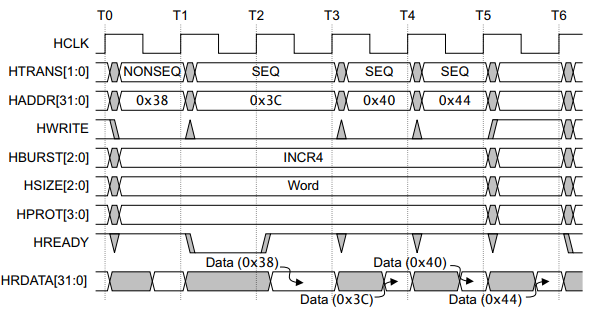 T0 T1 T2 T3 T4 T5 T6
HCLK
HTRANS[1:0] NONSEQ SEQ SEQ SEQ
HADDR[31:0] 0x38 0x3C 0x40 0x44
HWRITE
HBURST[2:0] INCR4
HSIZE[2:0] Word
HPROT[3:0]
HREADY
Data (0x38) Data (0x40)
HRDATA[31:0]
Data (0x3C) Data (0x44)